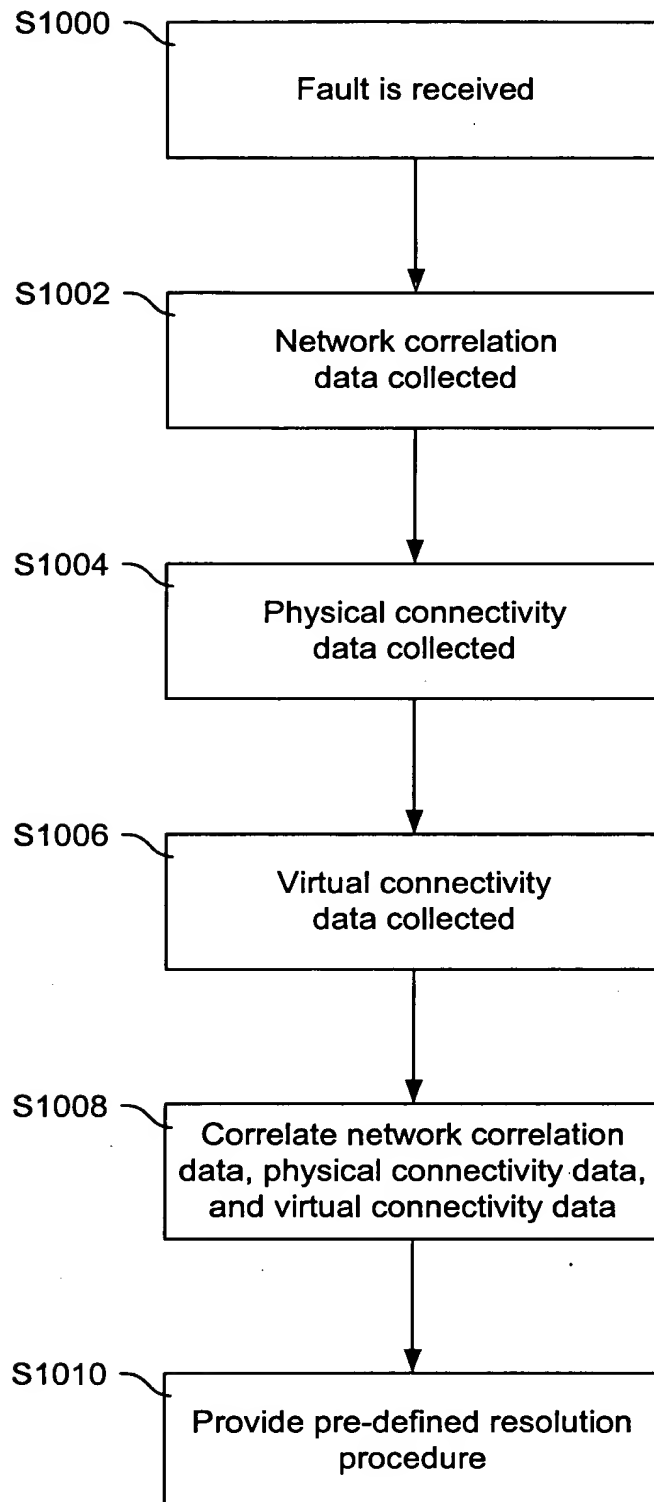 S1000
Fault is received
S1002
Network correlation
data collected
S1004
Physical connectivity
data collected
S1006
Virtual connectivity
data collected
S1008
Correlate network correlation
data, physical connectivity data,
and virtual connectivity data
S1010
Provide pre-defined resolution
procedure